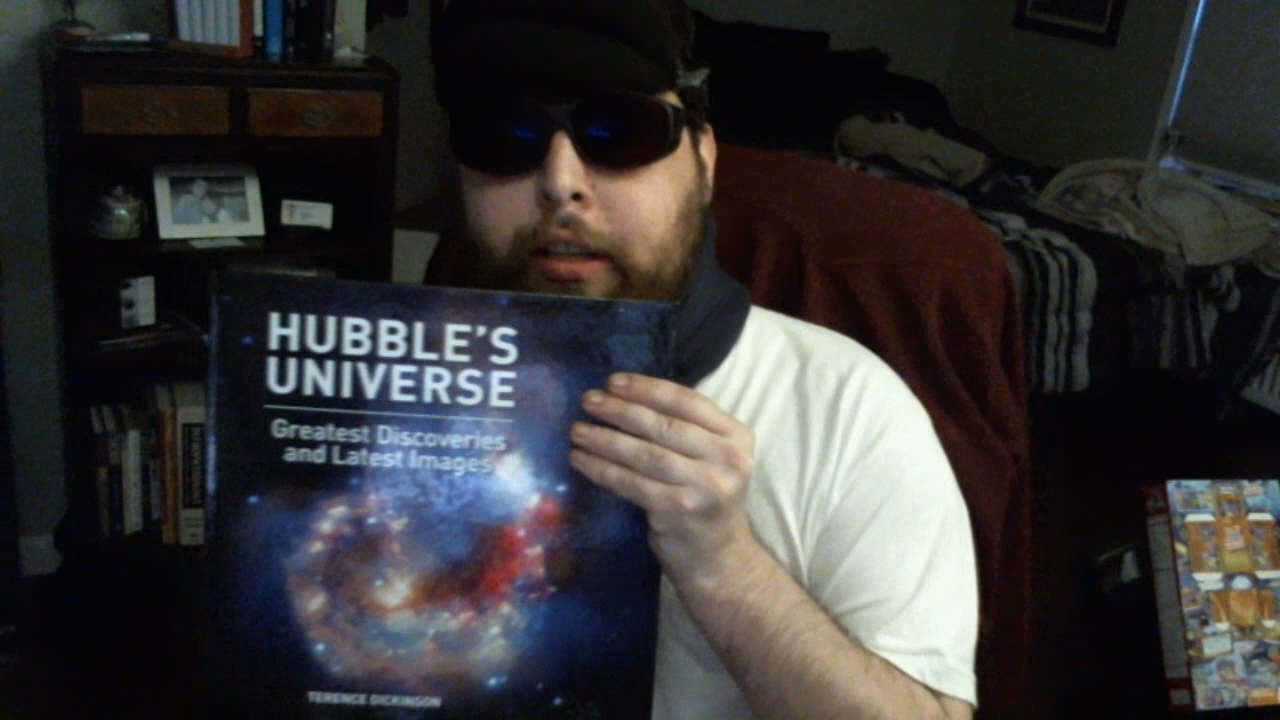 HUBBLE'S
UNIVERSE
Greatest Discoveries
and Latest Images
TERENCE DICKINSON